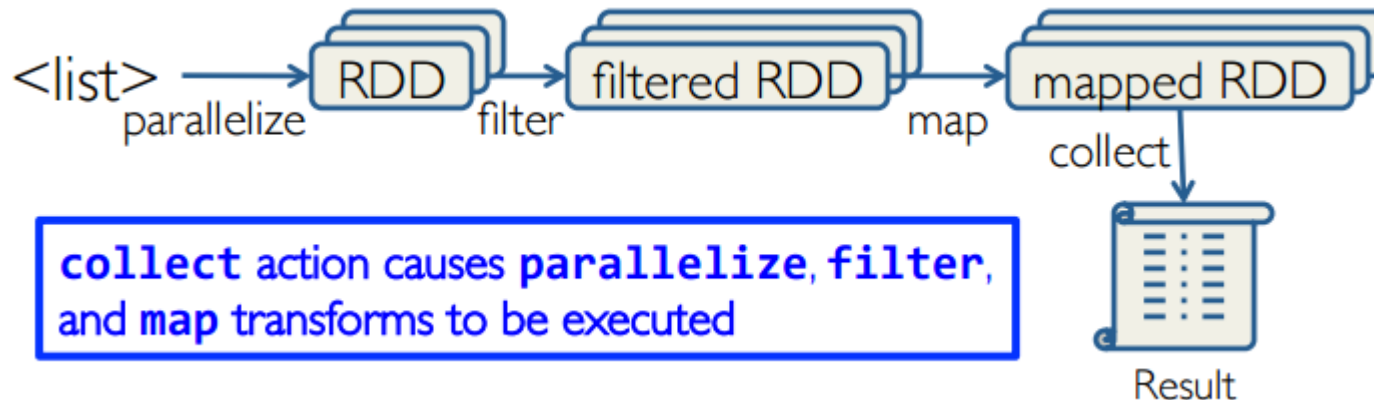 <list> RDD filtered RDD mapped RDD
parallelize filter map
collect
collect action causes parallelize, filter,
and map transforms to be executed
Result